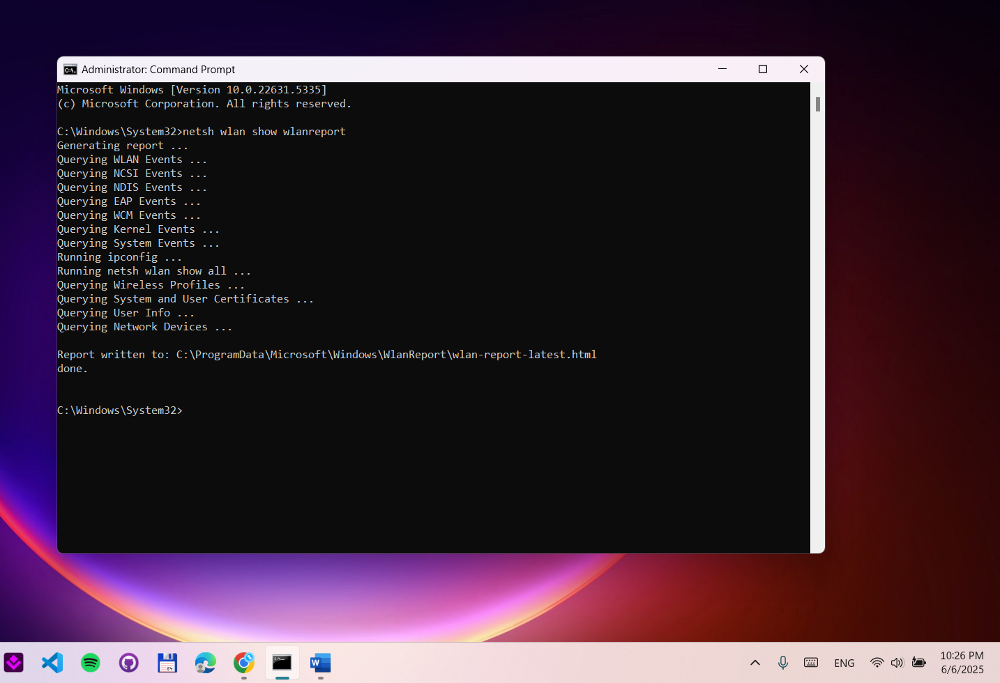 Administrator: Command Prompt
Microsoft Windows [Version 10.0.22631.5335]
(c) Microsoft Corporation. All rights reserved.
C:\Windows\System32>netsh wlan show wlanreport
Generating report ...
Querying WLAN Events ...
Querying NCSI Events ...
Querying NDIS Events ...
Querying EAP Events ...
Querying WCM Events ...
Querying Kernel Events ...
Querying System Events ...
Running ipconfig ...
Running netsh wlan show all ...
Querying Wireless Profiles ...
Querying System and User Certificates ...
Querying User Info ...
Querying Network Devices ...
Report written to: C:\ProgramData\Microsoft\Windows\WlanReport\wlan-report-latest.html
done.
C:\Windows\System32>
64
W
ENG
10:26 PM
6/6/2025